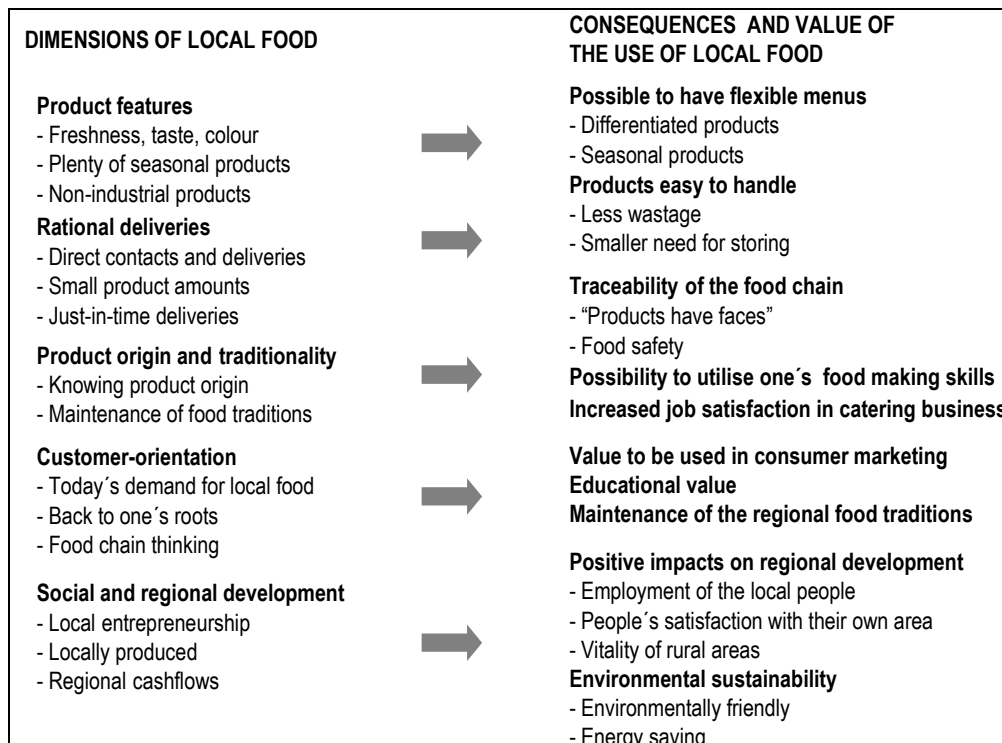 DIMENSIONS OF LOCAL FOOD
Product features
- Freshness, taste, colour
- Plenty of seasonal products
- Non-industrial products
Rational deliveries
- Direct contacts and deliveries
- Small product amounts
- Just-in-time deliveries
Product origin and traditionality
- Knowing product origin
- Maintenance of food traditions
Customer-orientation
- Today´s demand for local food
- Back to one´s roots
- Food chain thinking
Social and regional development
- Local entrepreneurship
- Locally produced
- Regional cashflows
CONSEQUENCES AND VALUE OF
THE USE OF LOCAL FOOD
Possible to have flexible menus
- Differentiated products
- Seasonal products
Products easy to handle
- Less wastage
- Smaller need for storing
Traceability of the food chain
- “Products have faces”
- Food safety
Possibility to utilise one´s food making skills
Increased job satisfaction in catering business
Value to be used in consumer marketing
Educational value
Maintenance of the regional food traditions
Positive impacts on regional development
- Employment of the local people
- People´s satisfaction with their own area
- Vitality of rural areas
Environmental sustainability
- Environmentally friendly
- Energy saving